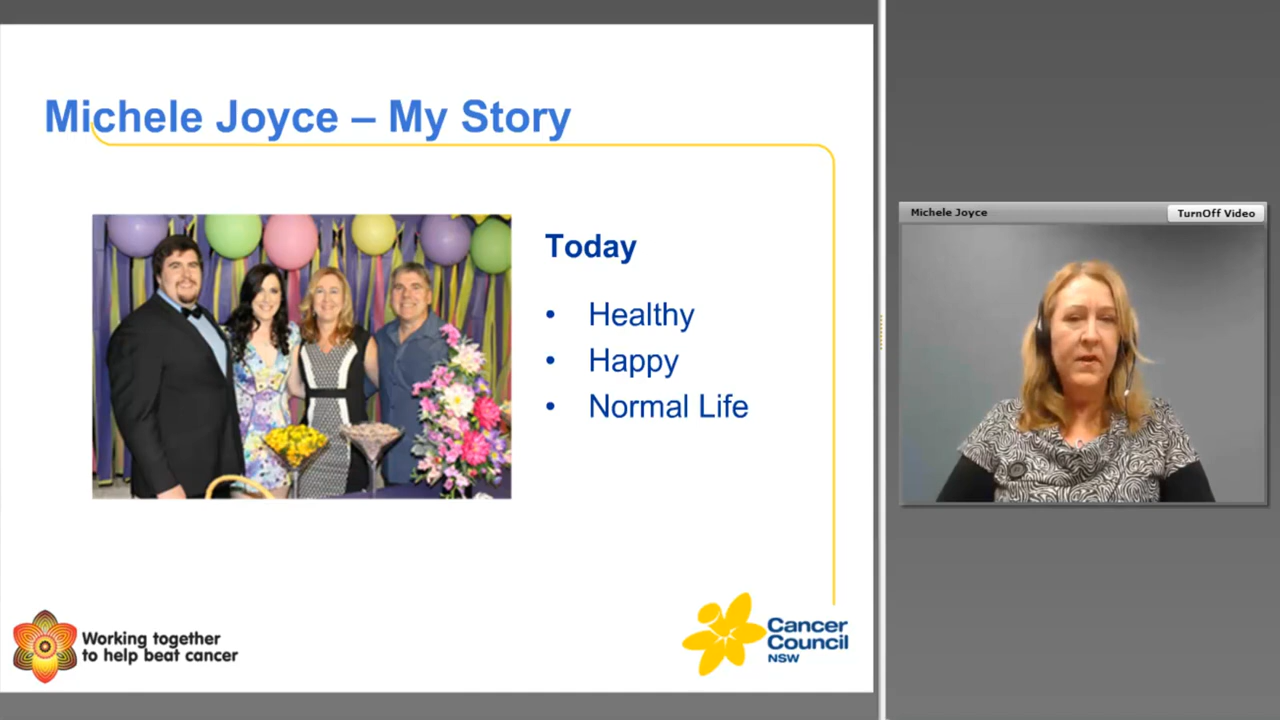 Michele Joyce – My Story
Today
• Healthy
• Happy
• Normal Life
Working together
to help beat cancer
Cancer
Council
NSW
Michele Joyce
TurnOff Video